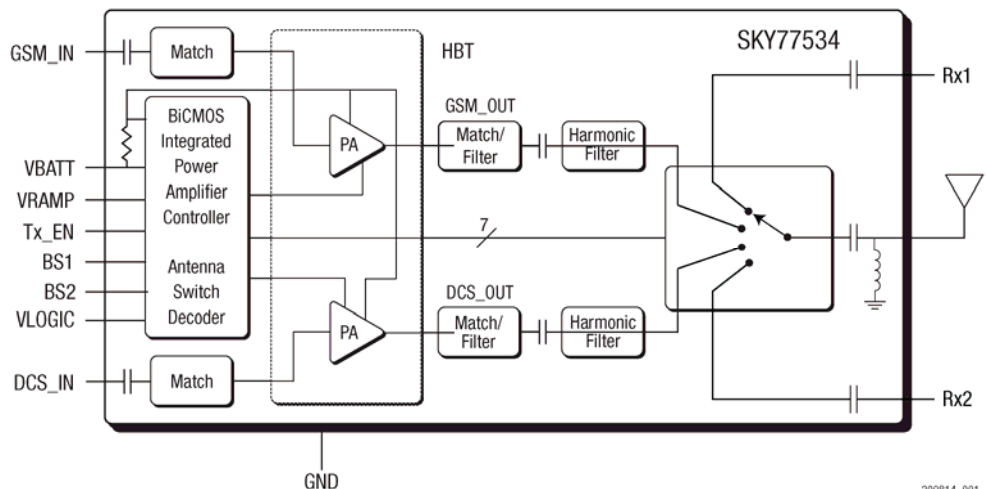 SKY77534
GSM_IN
Match
HBT
Rx1
BiCMOS
Integrated
Power
Amplifier
Controller
Antenna
Switch
Decoder
VBATT
VRAMP
Tx_EN
BS1
BS2
VLOGIC
PA
GSM_OUT
Match/
Filter
Harmonic
Filter
7
DCS_OUT
PA
Match/
Filter
Harmonic
Filter
DCS_IN
Match
Rx2
GND